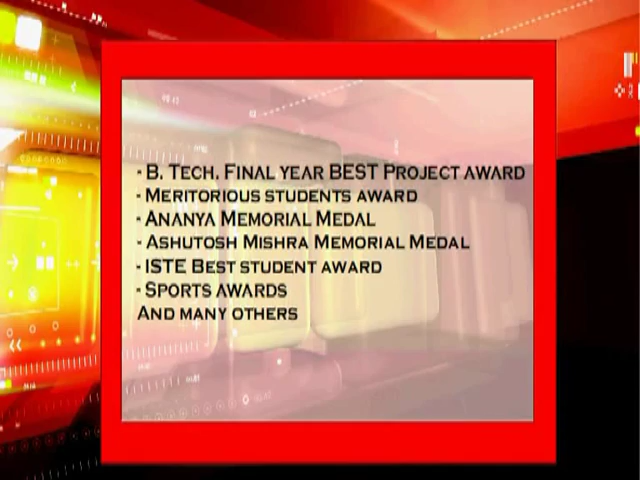 - B. Tech. Final year BEST Project award
- Meritorious students award
- Ananya Memorial Medal
- Ashutosh Mishra Memorial Medal
- ISTE Best student award
- Sports awards
And many others